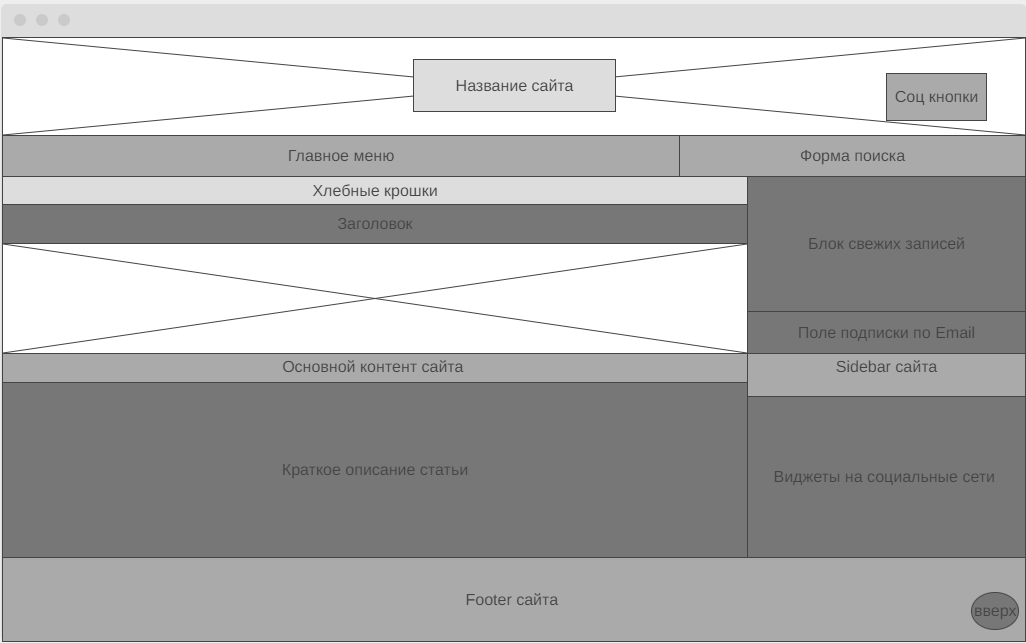 Название сайта
Соц кнопки
Главное меню
Форма поиска
Хлебные крошки
Заголовок
Блок свежих записей
Поле подписки по Email
Основной контент сайта
Sidebar сайта
Краткое описание статьи
Виджеты на социальные сети
Footer сайта
вверх